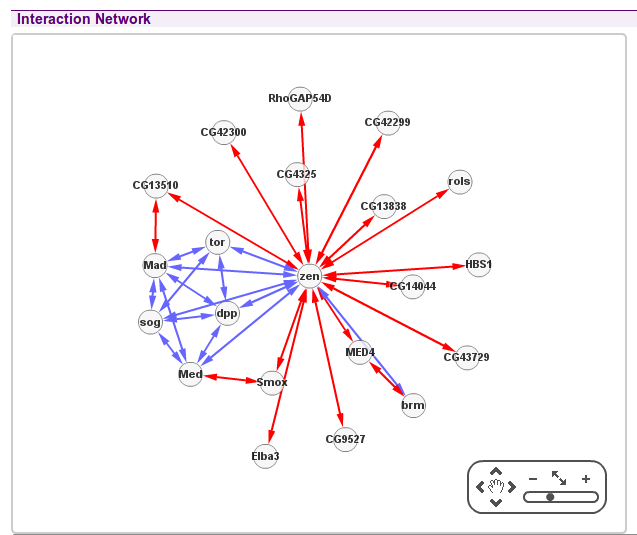 Interaction Network
RhoGAP54D
CG42300
CG42299
CG4325
CG13510
rols
CG13838
tor
Mad
zen
HBS1
CG14044
sog
dpp
MED4
CG43729
Med
Smox
brm
CG9527
Elba3